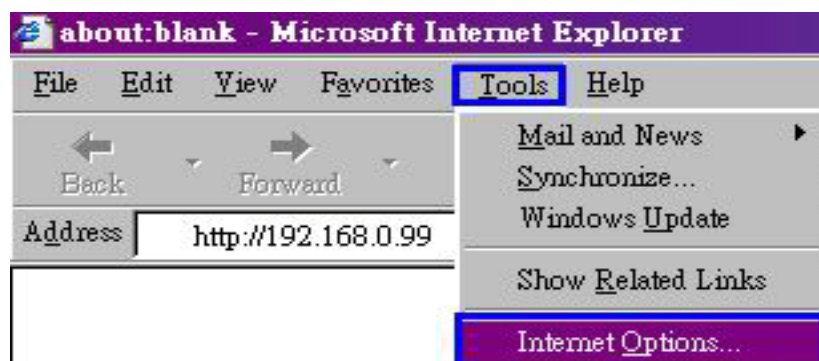 about:blank - Microsoft Internet Explorer
File Edit View Favorites Tools Help
Mail and News
Back Forward
Synchronize...
Windows Update
Address http://192.168.0.99
Show Related Links
Internet Options...